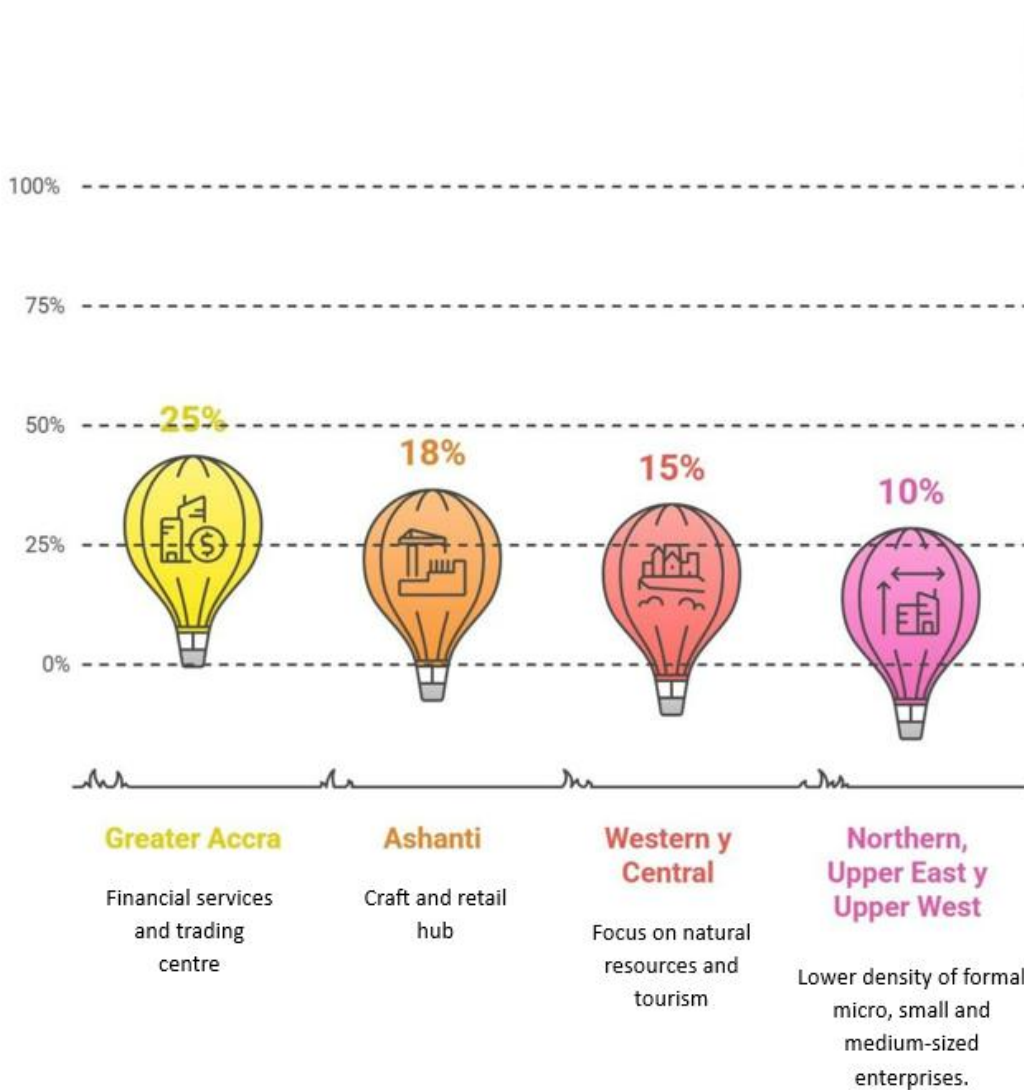 100%
75%
50%
25%
0%
25%
18%
15%
10%
$
Greater Accra
Financial services
and trading
centre
Ashanti
Craft and retail
hub
Western y
Central
Focus on natural
resources and
tourism
Northern,
Upper East y
Upper West
Lower density of formal
micro, small and
medium-sized
enterprises.